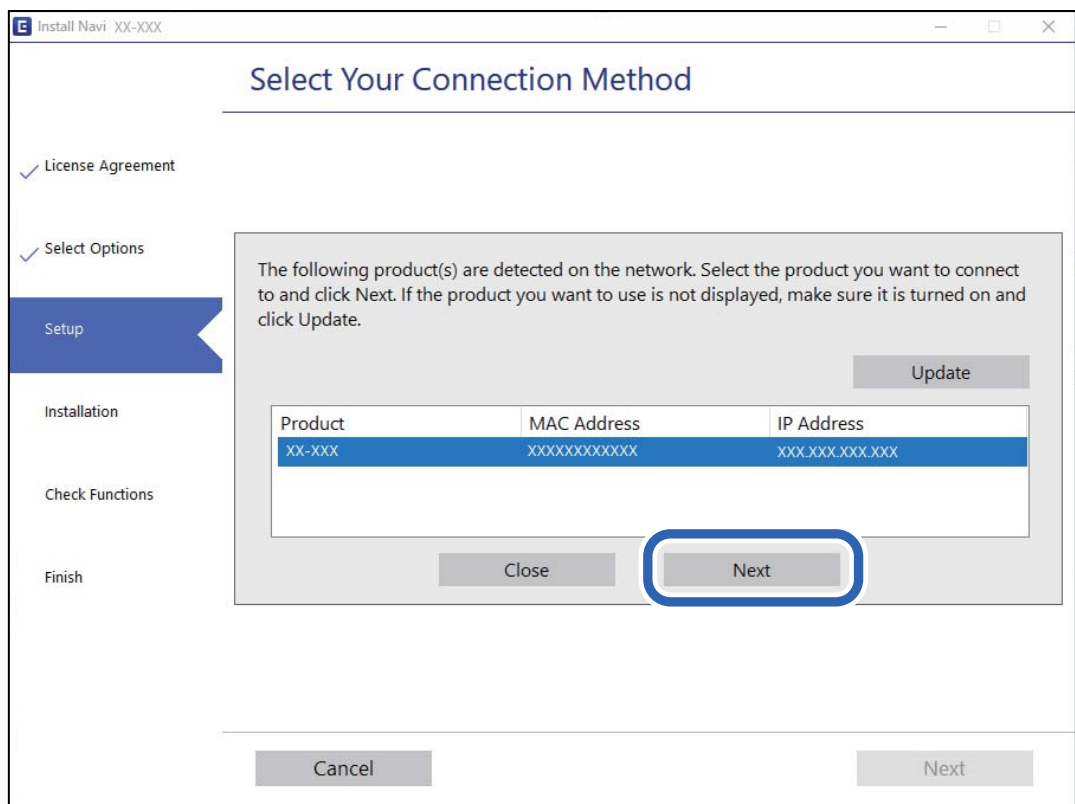 E Install Navi XX-XXX
Select Your Connection Method
License Agreement
Select Options
Setup
Installation
Check Functions
Finish
The following product(s) are detected on the network. Select the product you want to connect
to and click Next. If the product you want to use is not displayed, make sure it is turned on and
click Update.
Update
Product MAC Address IP Address
XX-XXX XXXXXXXXXXXX XXX.XXX.XXX.XXX
Close Next
Cancel Next